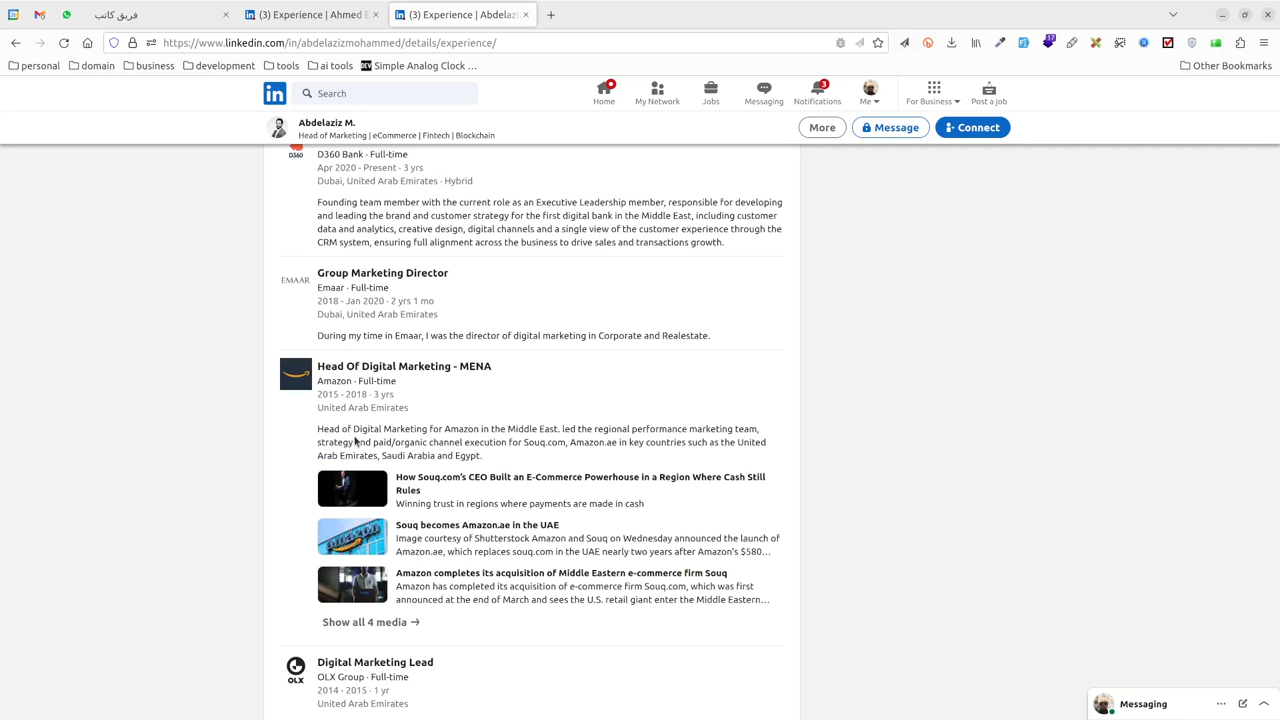 فريق كاتب
(3) Experience | Ahmed E
(3) Experience | Abdelaziz
https://www.linkedin.com/in/abdelazizmohammed/details/experience/
17
personal
domain
business
development
tools
ai tools
DEV
Simple Analog Clock …
Other Bookmarks
in
Search
Home
My Network
Jobs
Messaging
3
Notifications
Me
For Business
Post a job
Abdelaziz M.
Head of Marketing | eCommerce | Fintech | Blockchain
More
Message
Connect
D360
D360 Bank · Full-time
Apr 2020 - Present · 3 yrs
Dubai, United Arab Emirates · Hybrid
Founding team member with the current role as an Executive Leadership member, responsible for developing
and leading the brand and customer strategy for the first digital bank in the Middle East, including customer
data and analytics, creative design, digital channels and a single view of the customer experience through the
CRM system, ensuring full alignment across the business to drive sales and transactions growth.
EMAAR
Group Marketing Director
Emaar · Full-time
2018 - Jan 2020 · 2 yrs 1 mo
Dubai, United Arab Emirates
During my time in Emaar, I was the director of digital marketing in Corporate and Realestate.
Head Of Digital Marketing - MENA
Amazon · Full-time
2015 - 2018 · 3 yrs
United Arab Emirates
Head of Digital Marketing for Amazon in the Middle East. led the regional performance marketing team,
strategy and paid/organic channel execution for Souq.com, Amazon.ae in key countries such as the United
Arab Emirates, Saudi Arabia and Egypt.
How Souq.com's CEO Built an E-Commerce Powerhouse in a Region Where Cash Still
Rules
Winning trust in regions where payments are made in cash
amazon
Souq becomes Amazon.ae in the UAE
Image courtesy of Shutterstock Amazon and Souq on Wednesday announced the launch of
Amazon.ae, which replaces souq.com in the UAE nearly two years after Amazon's $580…
Amazon completes its acquisition of Middle Eastern e-commerce firm Souq
Amazon has completed its acquisition of e-commerce firm Souq.com, which was first
announced at the end of March and sees the U.S. retail giant enter the Middle Eastern…
Show all 4 media
OLX
Digital Marketing Lead
OLX Group · Full-time
2014 - 2015 · 1 yr
United Arab Emirates
Messaging